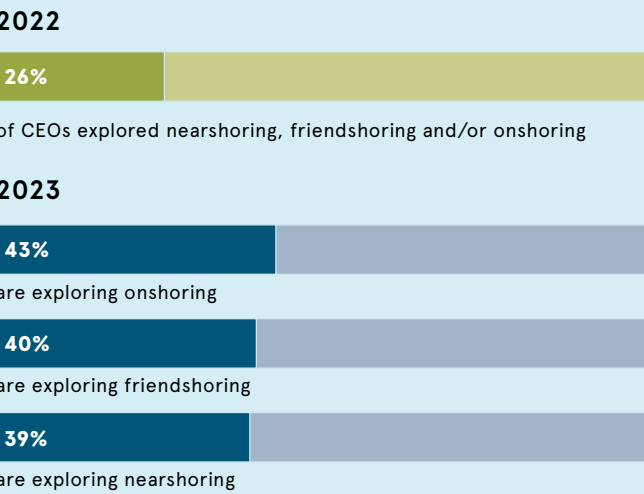 2022
26%
of CEOs explored nearshoring, friendshoring and/or onshoring
2023
43%
are exploring onshoring
40%
are exploring friendshoring
39%
are exploring nearshoring